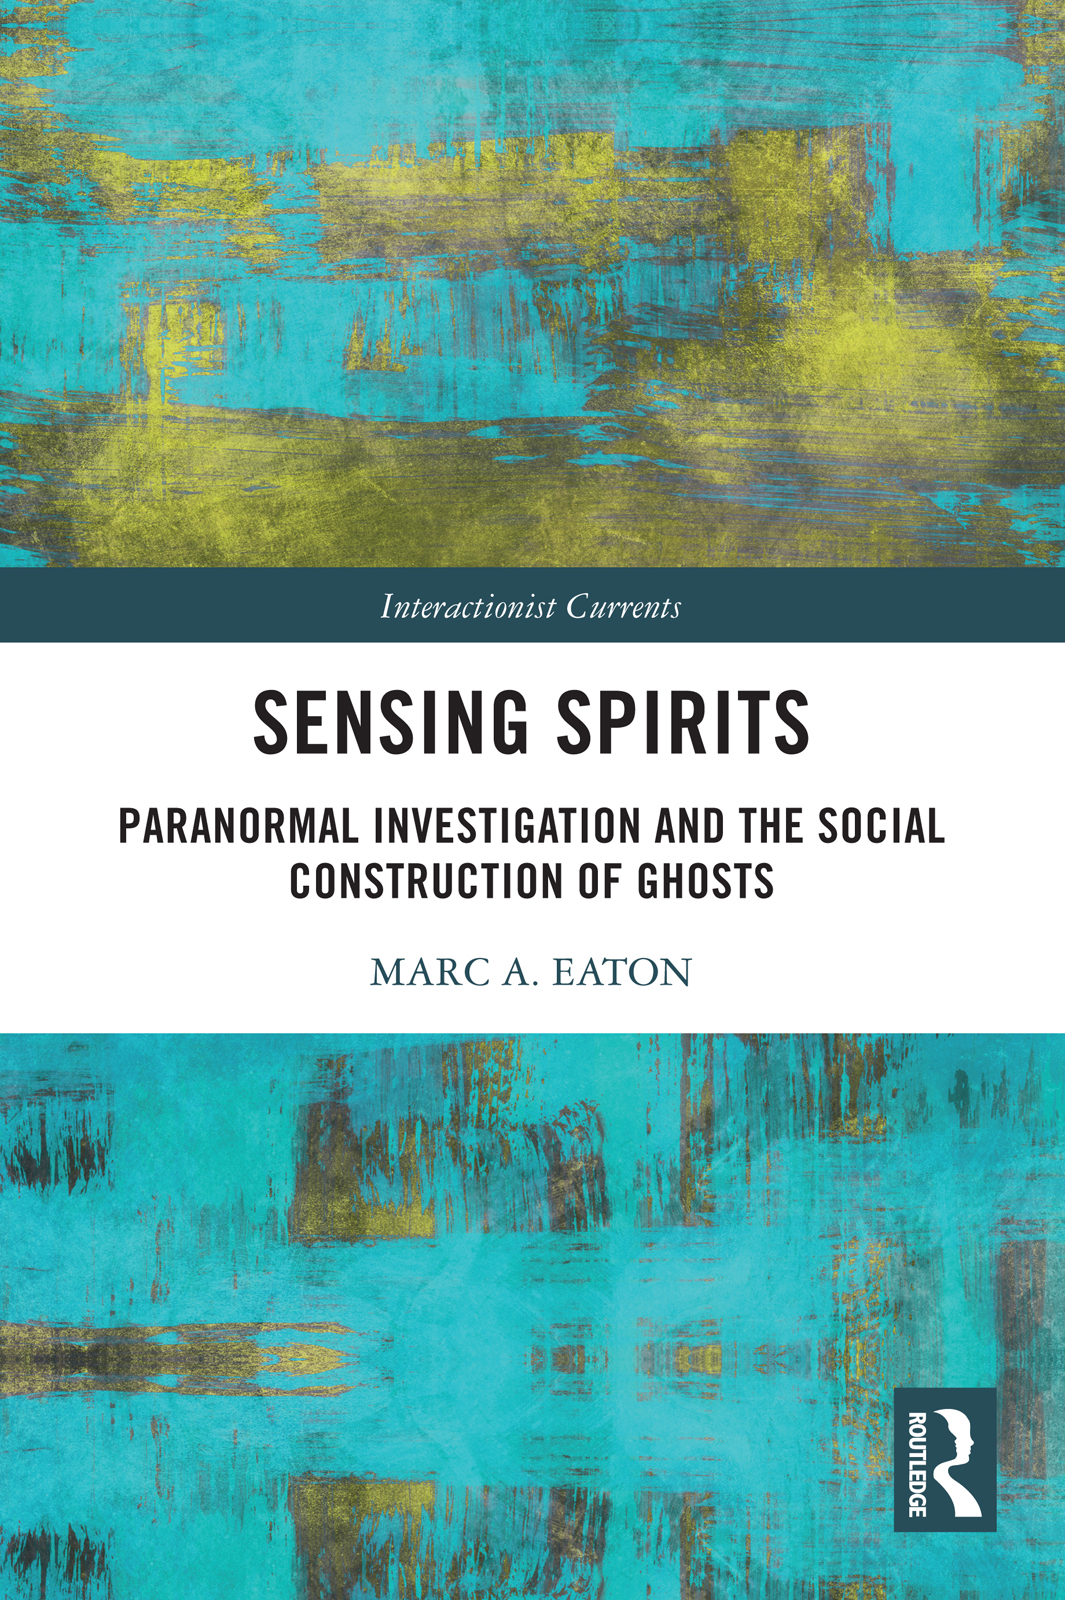 Interactionist Currents
SENSING SPIRITS
PARANORMAL INVESTIGATION AND THE SOCIAL
CONSTRUCTION OF GHOSTS
MARC A. EATON
ROUTLEDGE